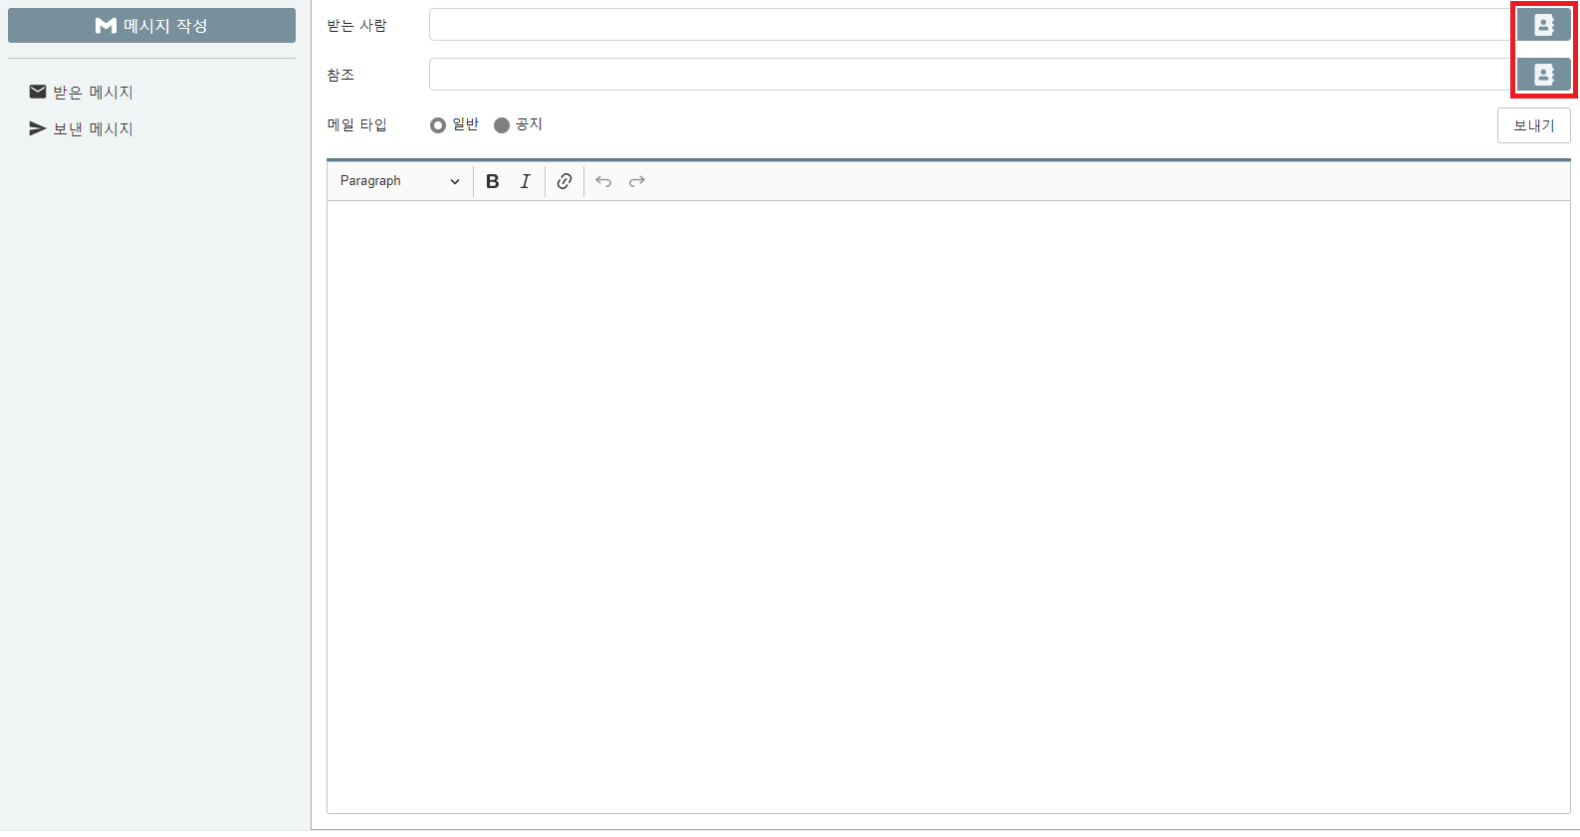 메시지 작성
받은 메시지
보낸 메시지
받는 사람
참조
메일 타입 일반 공지
보내기
Paragraph B I